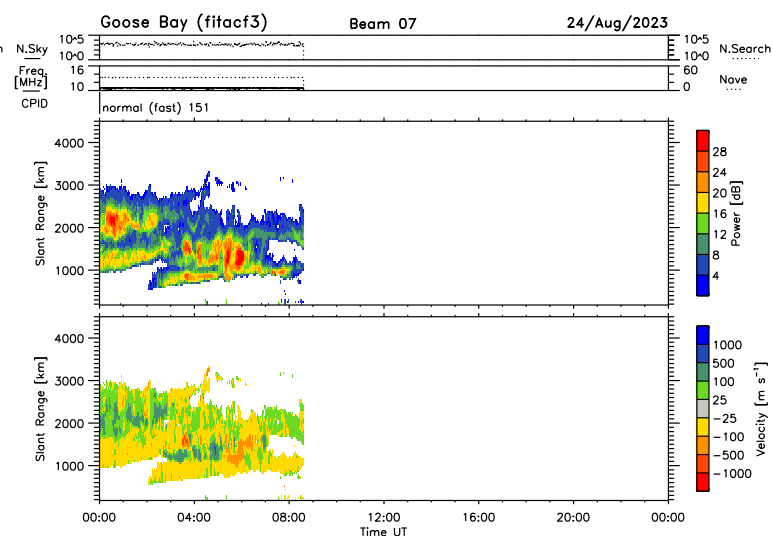 Goose Bay (fitacf3) Beam 07 24/Aug/2023
n N.Sky 10^5 10^0 10^5 10^0 N.Search
Freq. [MHz] 16 10 60 0 Nave
CPID normal (fast) 151
Slant Range [km] 4000 3000 2000 1000
28 24 20 16 12 8 4 Power [dB]
Slant Range [km] 4000 3000 2000 1000
1000 500 100 25 −25 −100 −500 −1000 Velocity [m s⁻¹]
00:00 04:00 08:00 12:00 16:00 20:00 00:00
Time UT